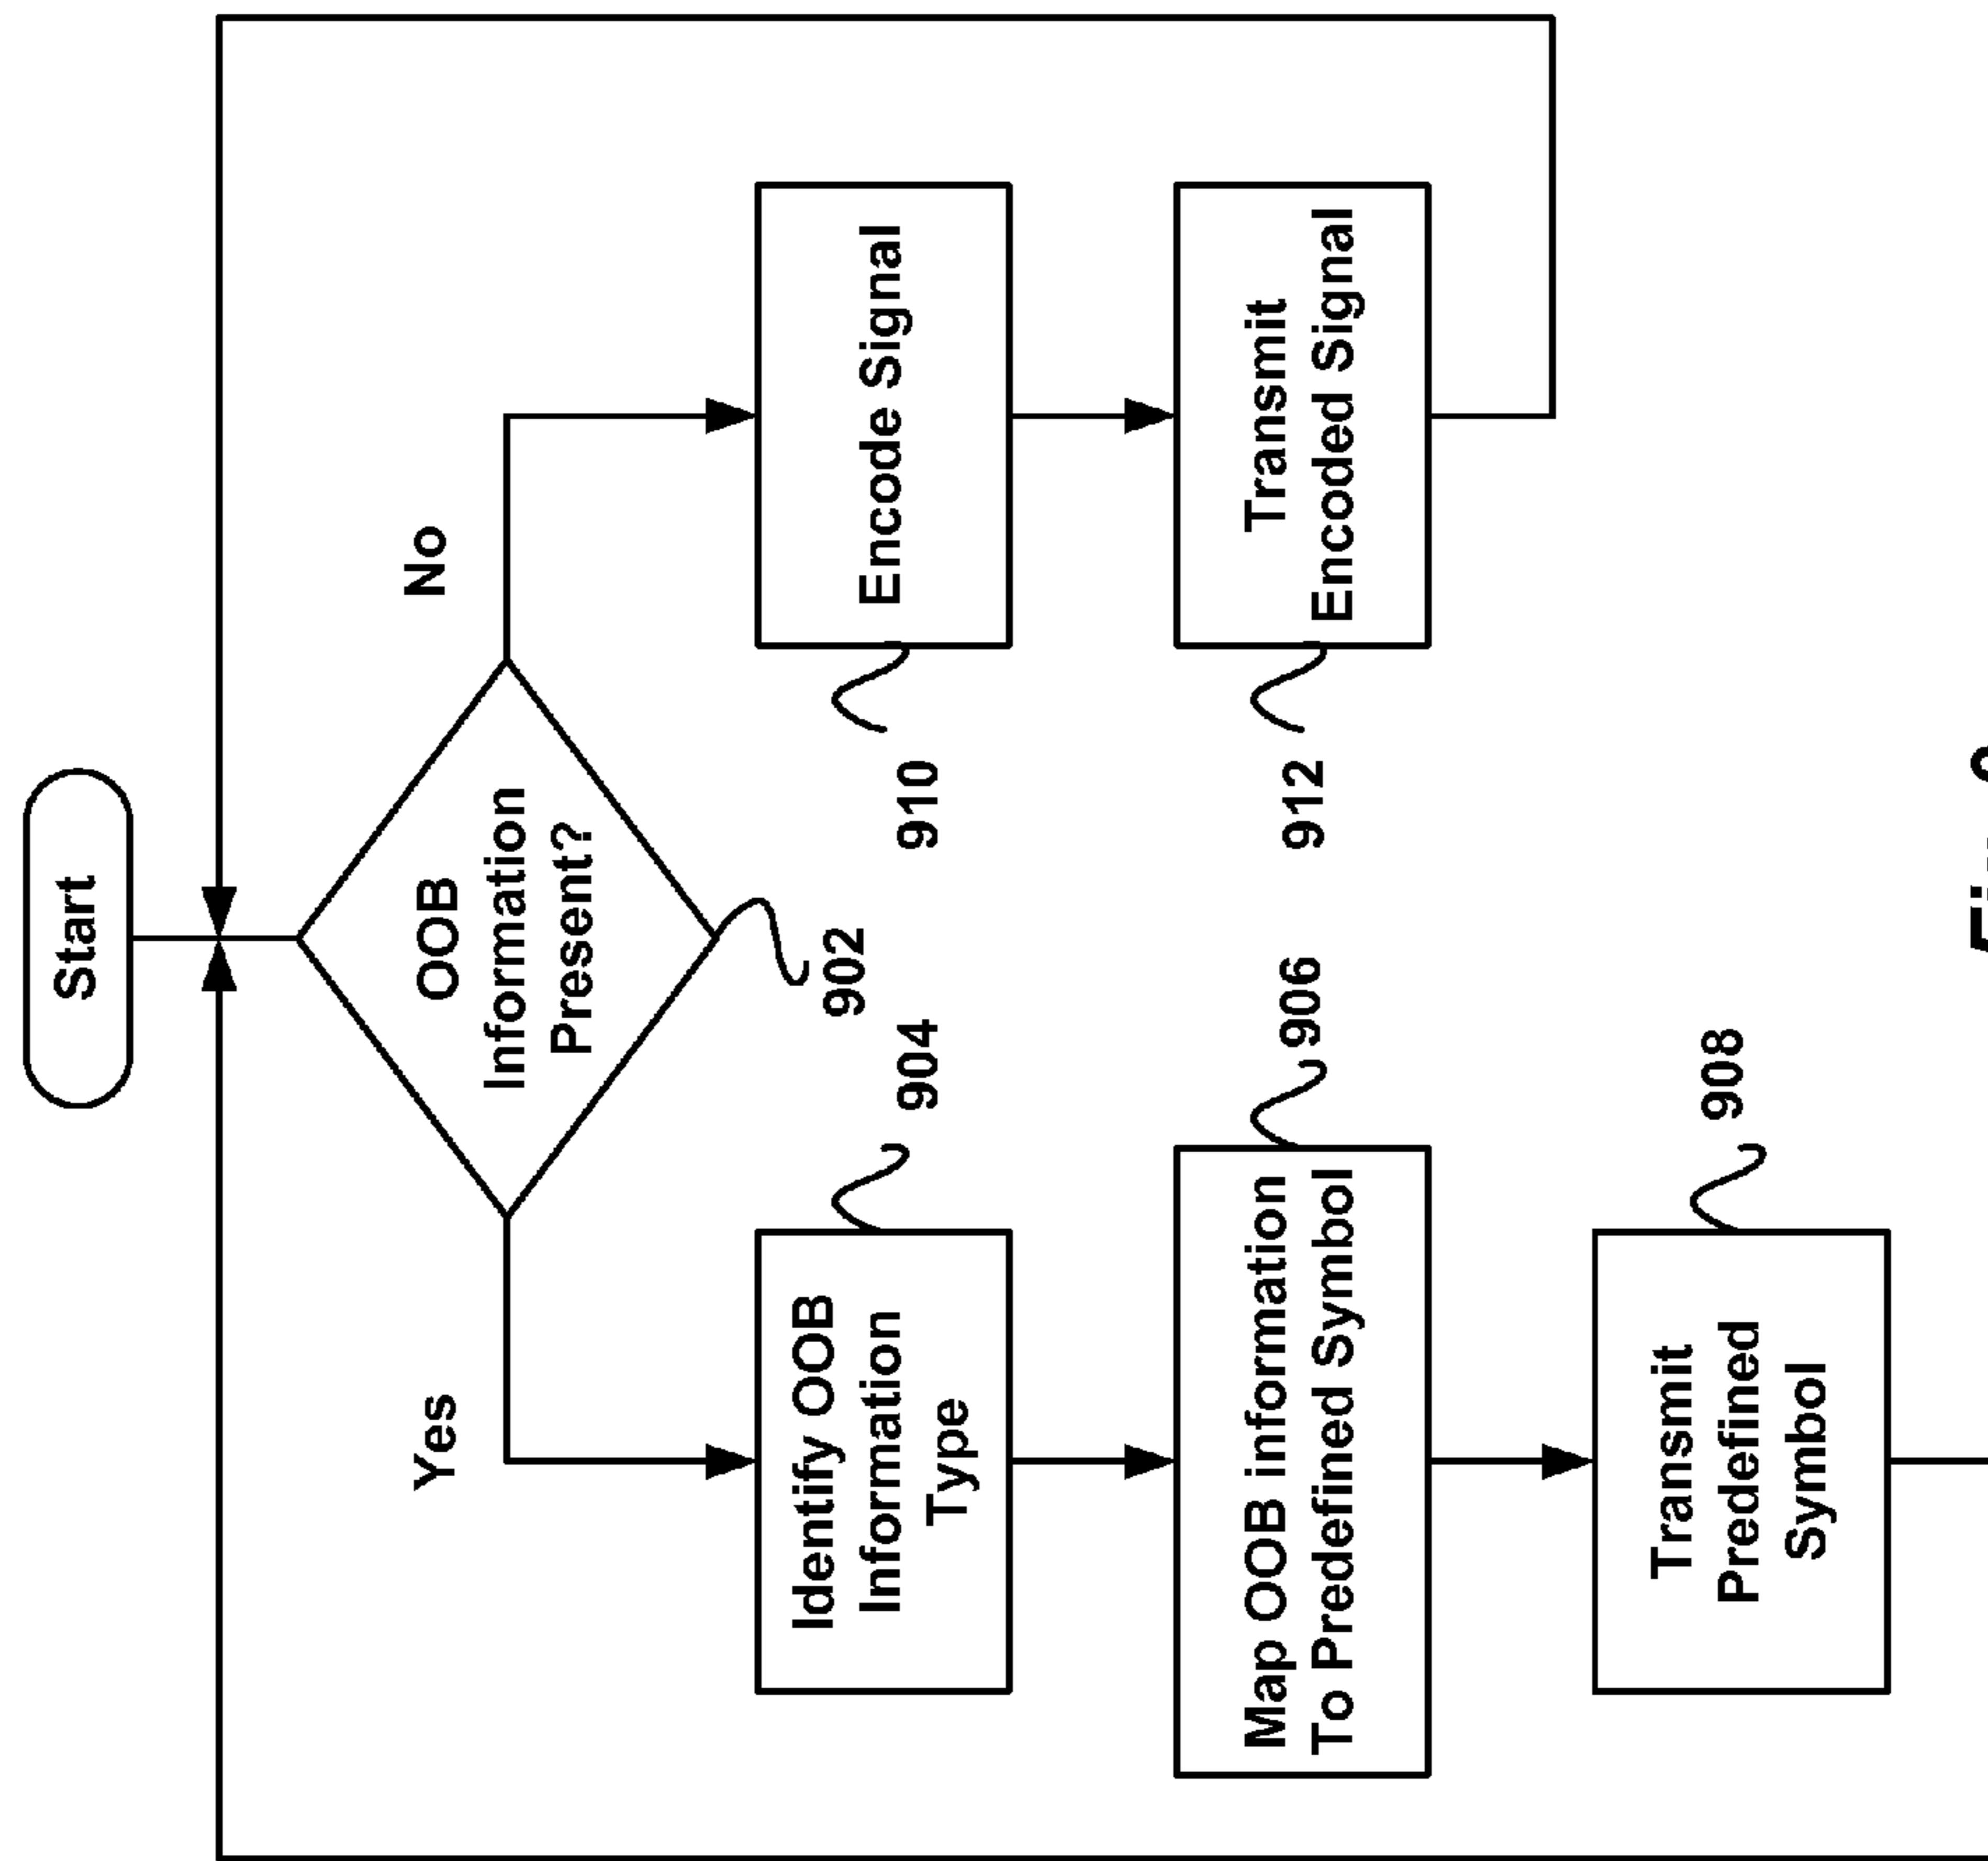 Start
OOB
Information
Present?
902
Yes
No
Identify OOB
Information
Type
904
Encode Signal
910
Map OOB information
To Predefined Symbol
906
Transmit
Encoded Signal
912
Transmit
Predefined
Symbol
908